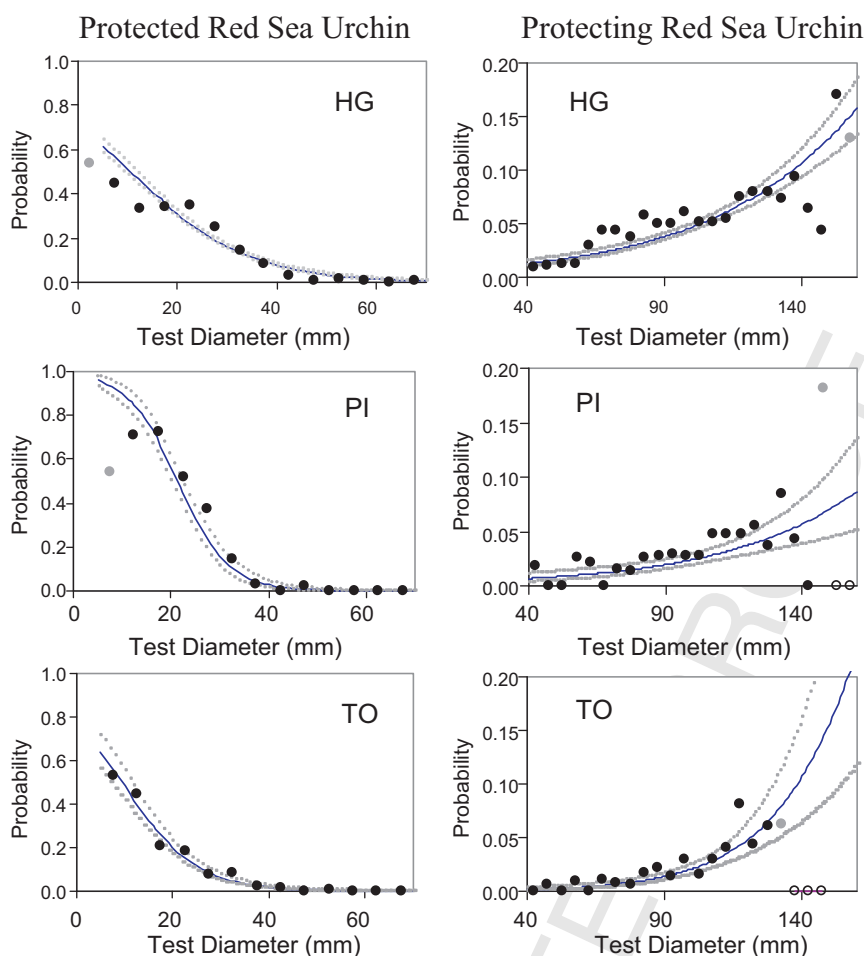 Protected Red Sea Urchin
Protecting Red Sea Urchin
1.0
0.8
0.6
0.4
0.2
0.0
Probability
HG
0
20
40
60
Test Diameter (mm)
0.20
0.15
0.10
0.05
0.00
Probability
HG
40
90
140
Test Diameter (mm)
1.0
0.8
0.6
0.4
0.2
0.0
Probability
PI
0
20
40
60
Test Diameter (mm)
0.20
0.15
0.10
0.05
0.00
Probability
PI
40
90
140
Test Diameter (mm)
1.0
0.8
0.6
0.4
0.2
0.0
Probability
TO
0
20
40
60
Test Diameter (mm)
0.20
0.15
0.10
0.05
0.00
Probability
TO
40
90
140
Test Diameter (mm)